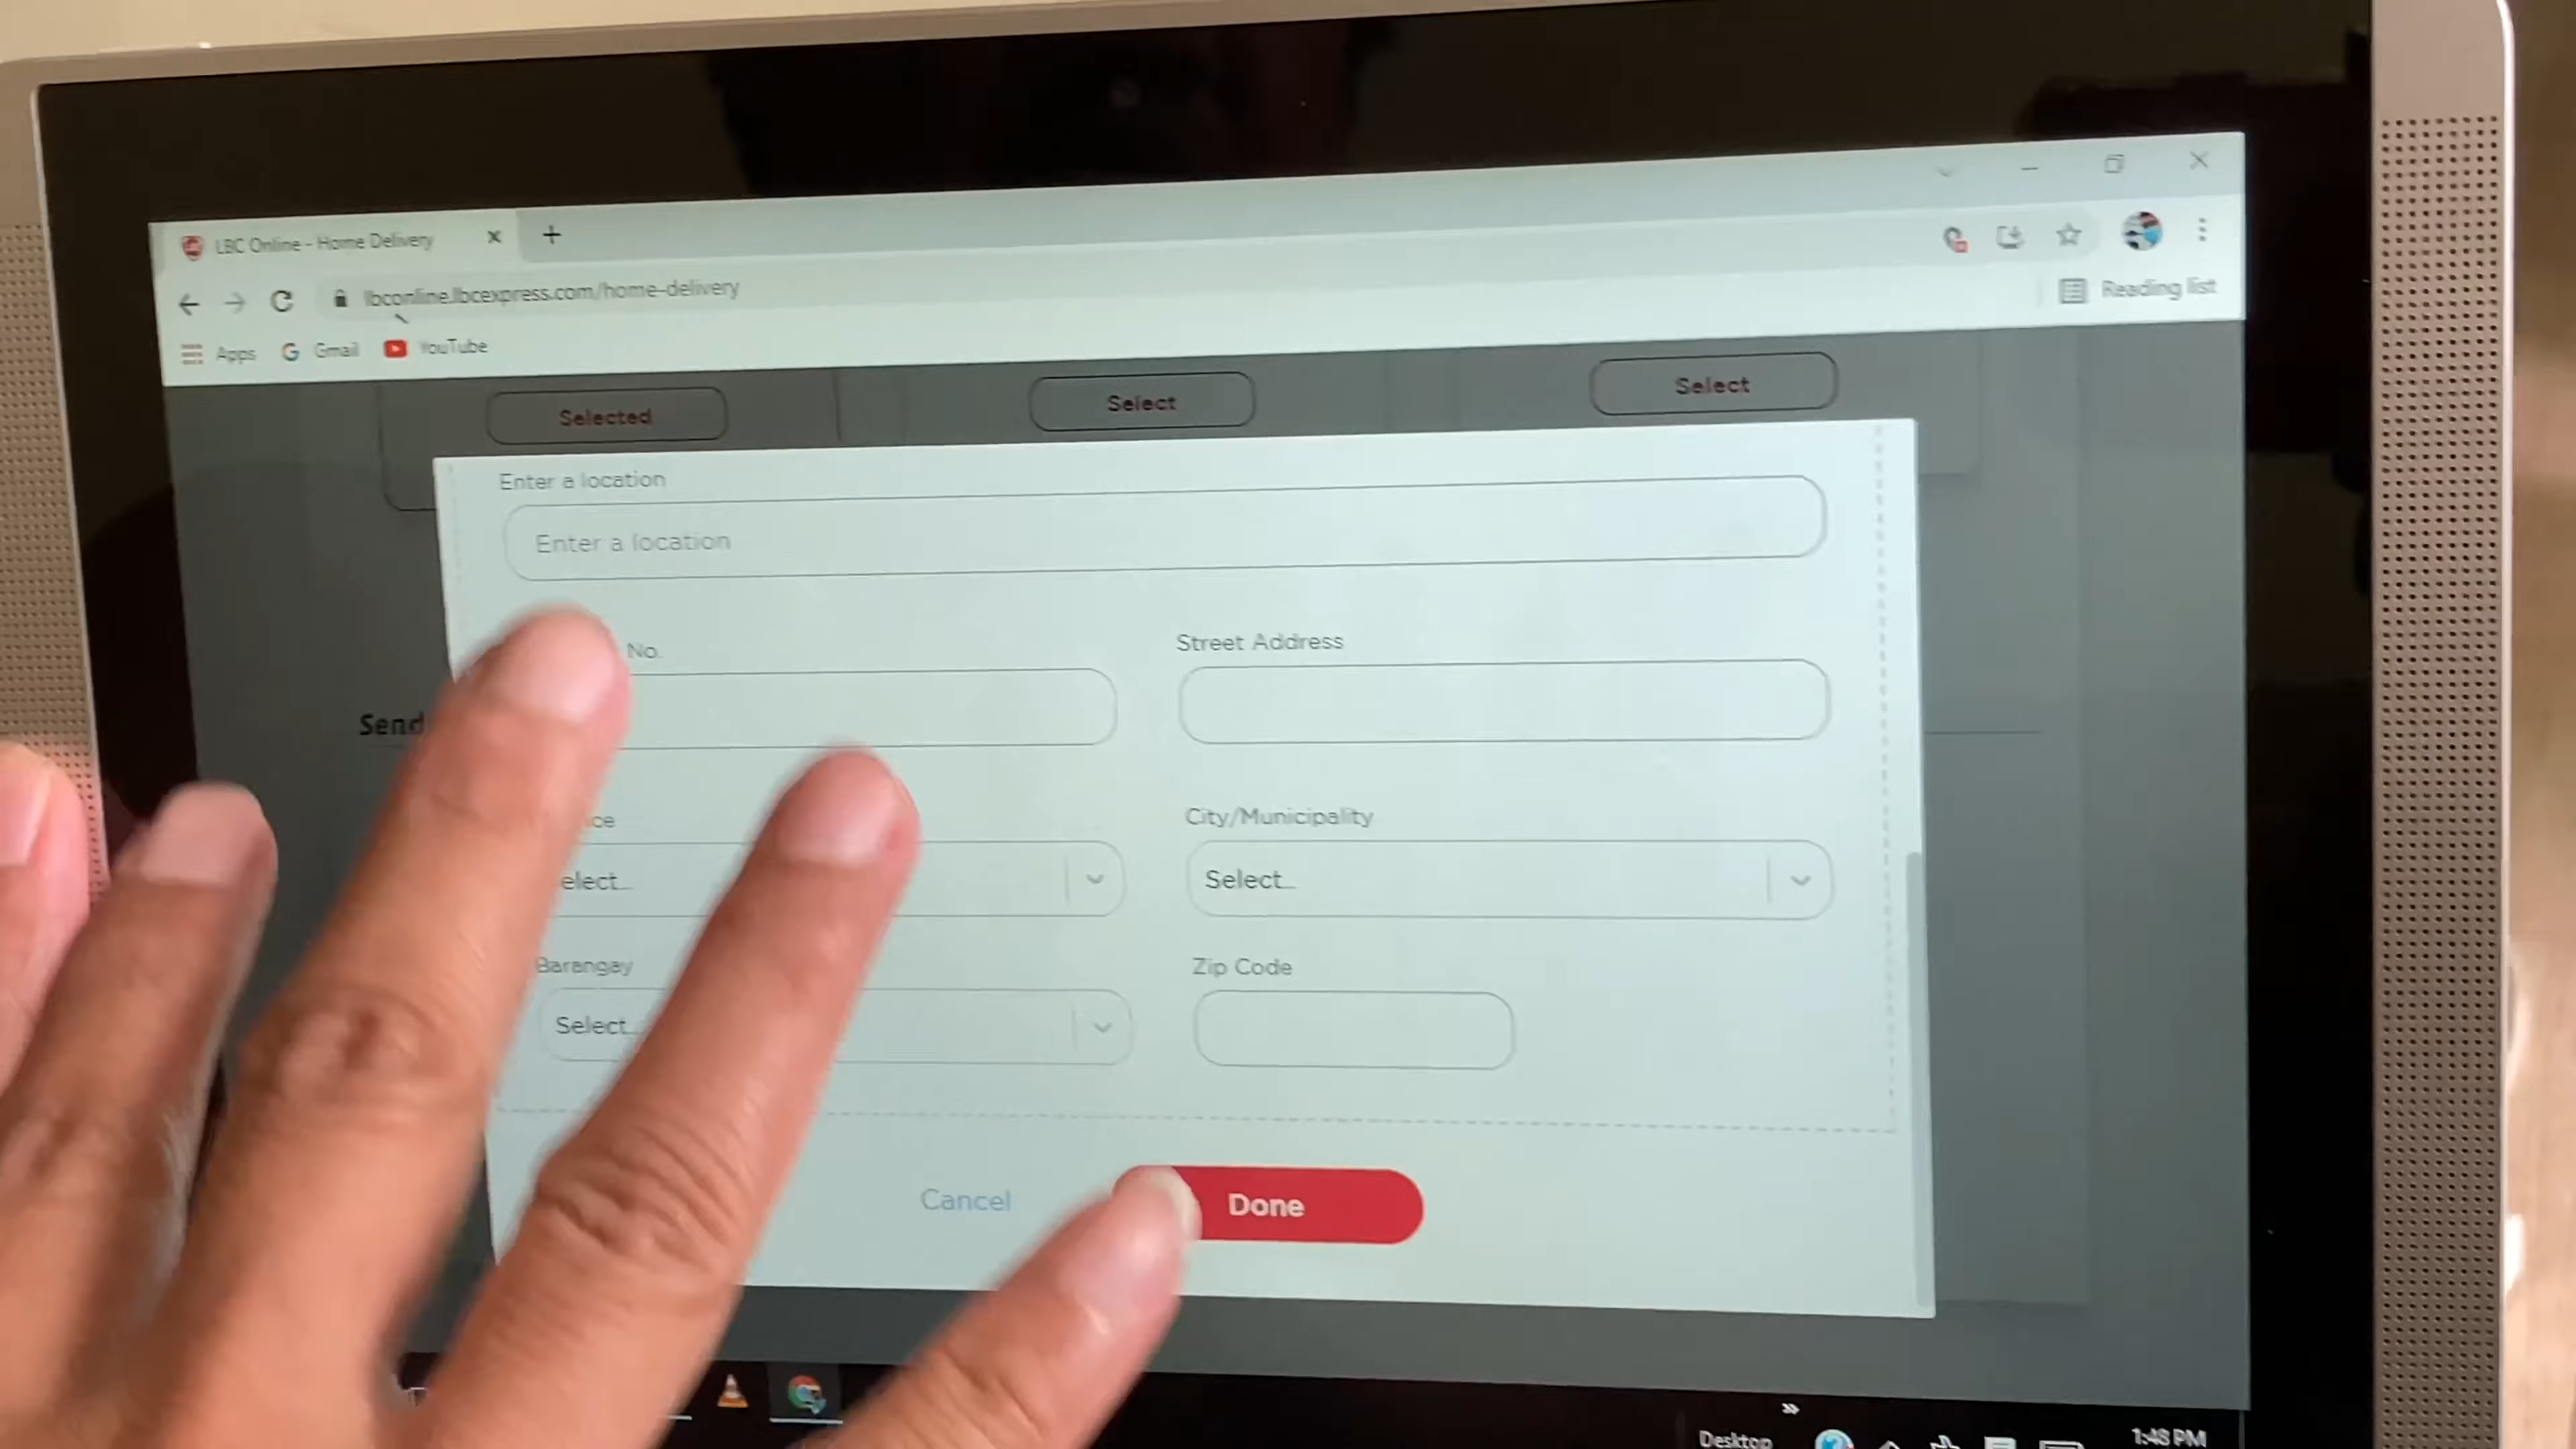 LBC Online - Home Delivery
lbconline.lbcexpress.com/home-delivery
Reading list
Apps Gmail YouTube
Selected Select Select
Enter a location
Enter a location
No. Street Address
Send
City/Municipality
Select...
Barangay Zip Code
Select...
Cancel Done
Desktop 1:48 PM